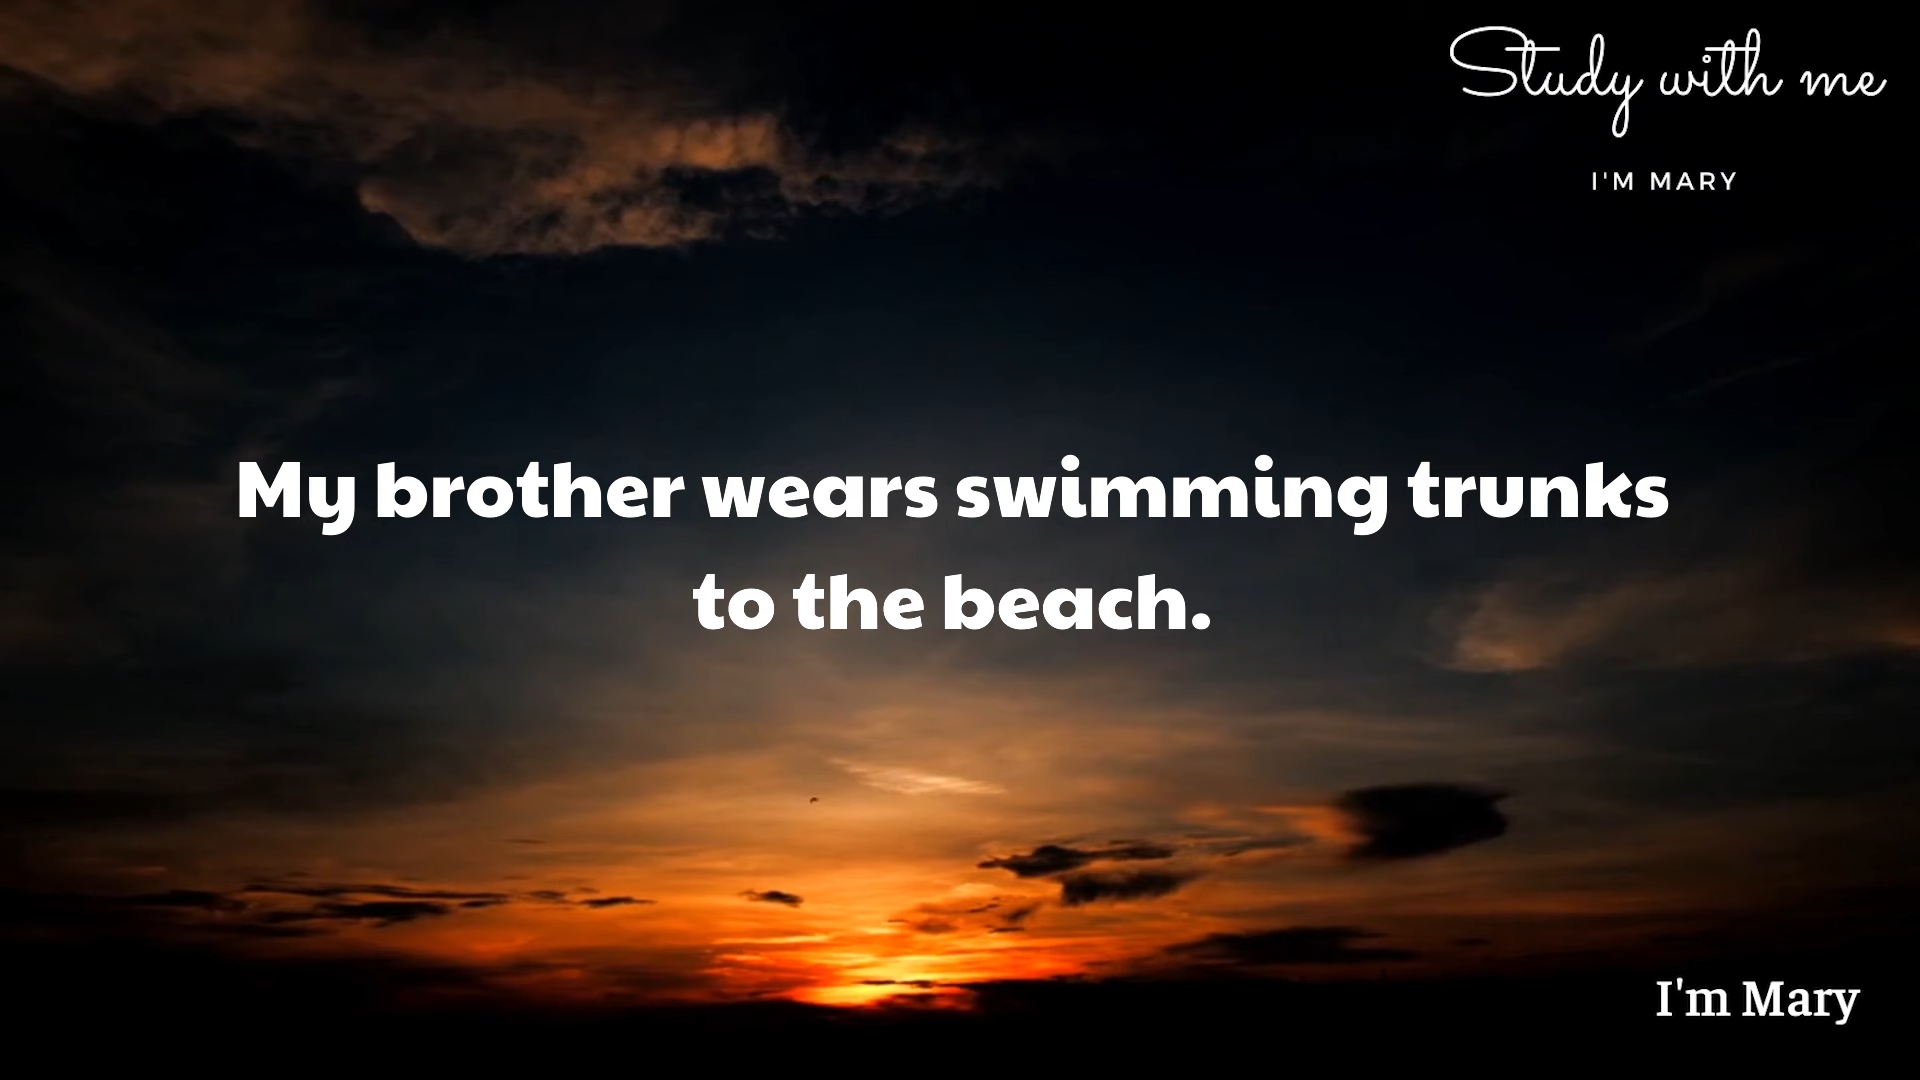 Study with me
I'M MARY
My brother wears swimming trunks
to the beach.
I'm Mary